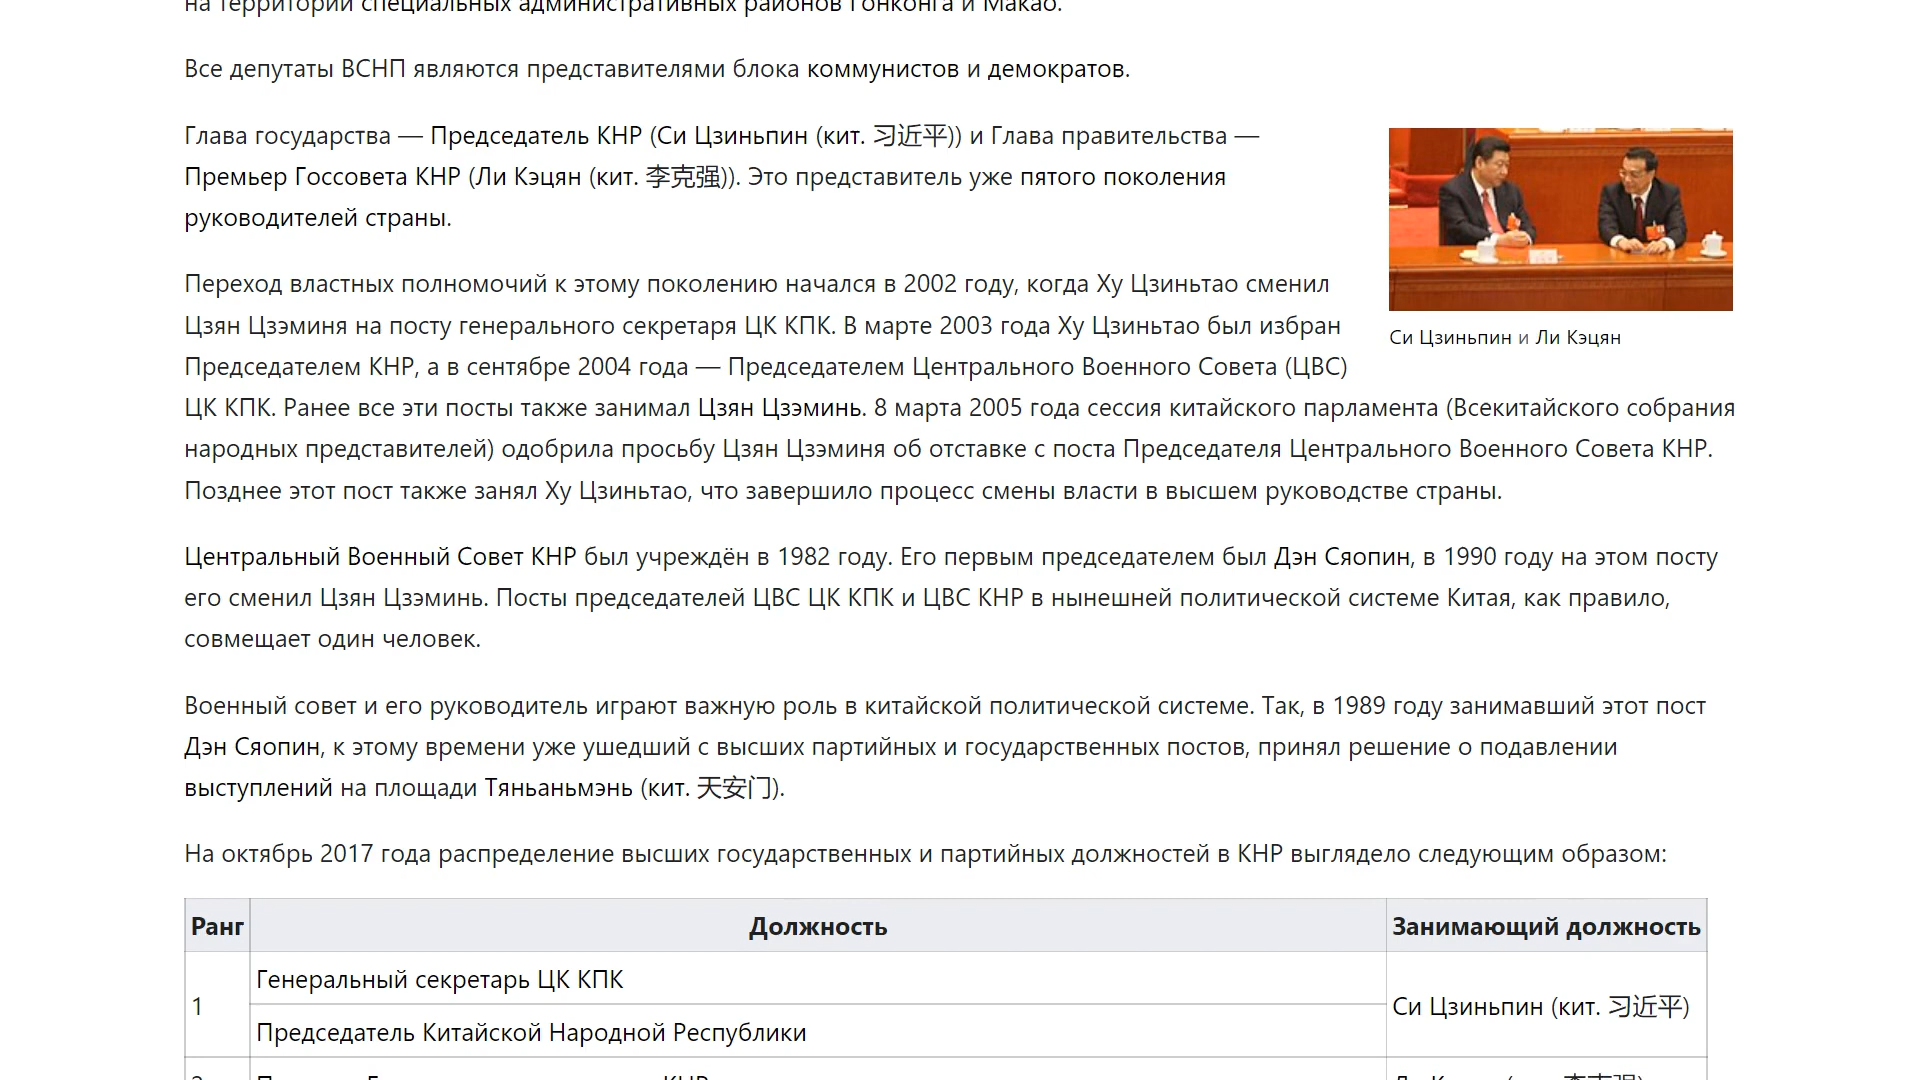 на территории специальных административных районов Гонконга и Макао.
Все депутаты ВСНП являются представителями блока коммунистов и демократов.
Глава государства — Председатель КНР (Си Цзиньпин (кит. 习近平)) и Глава правительства —
Премьер Госсовета КНР (Ли Кэцян (кит. 李克强)). Это представитель уже пятого поколения
руководителей страны.
Си Цзиньпин и Ли Кэцян
Переход властных полномочий к этому поколению начался в 2002 году, когда Ху Цзиньтао сменил
Цзян Цзэминя на посту генерального секретаря ЦК КПК. В марте 2003 года Ху Цзиньтао был избран
Председателем КНР, а в сентябре 2004 года — Председателем Центрального Военного Совета (ЦВС)
ЦК КПК. Ранее все эти посты также занимал Цзян Цзэминь. 8 марта 2005 года сессия китайского парламента (Всекитайского собрания
народных представителей) одобрила просьбу Цзян Цзэминя об отставке с поста Председателя Центрального Военного Совета КНР.
Позднее этот пост также занял Ху Цзиньтао, что завершило процесс смены власти в высшем руководстве страны.
Центральный Военный Совет КНР был учреждён в 1982 году. Его первым председателем был Дэн Сяопин, в 1990 году на этом посту
его сменил Цзян Цзэминь. Посты председателей ЦВС ЦК КПК и ЦВС КНР в нынешней политической системе Китая, как правило,
совмещает один человек.
Военный совет и его руководитель играют важную роль в китайской политической системе. Так, в 1989 году занимавший этот пост
Дэн Сяопин, к этому времени уже ушедший с высших партийных и государственных постов, принял решение о подавлении
выступлений на площади Тяньаньмэнь (кит. 天安门).
На октябрь 2017 года распределение высших государственных и партийных должностей в КНР выглядело следующим образом:
Ранг Должность Занимающий должность
1 Генеральный секретарь ЦК КПК
Председатель Китайской Народной Республики
Си Цзиньпин (кит. 习近平)